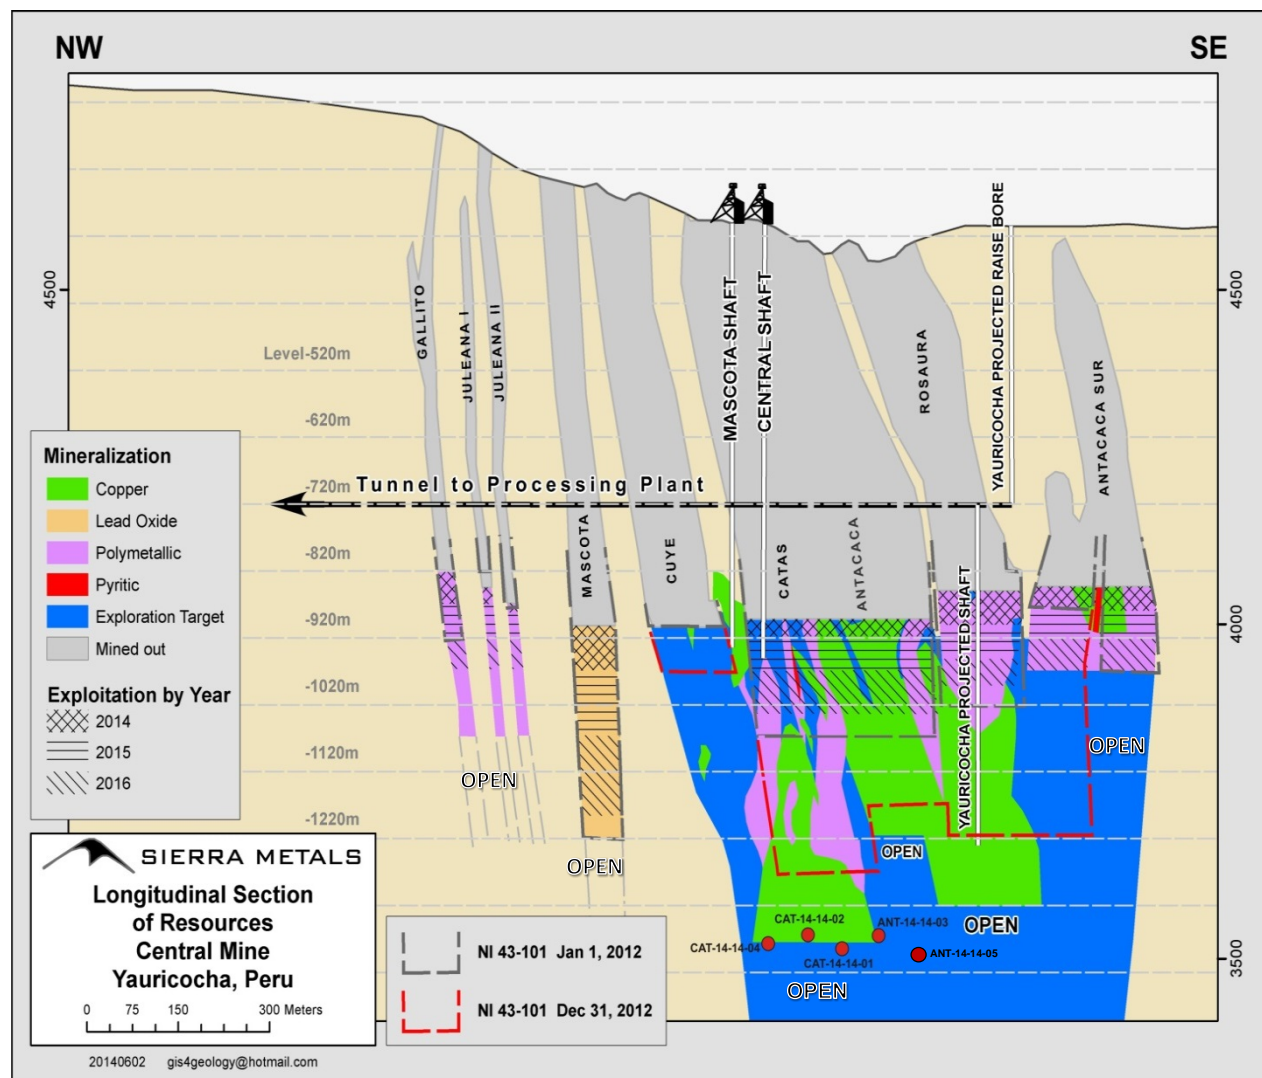 NW
SE
4500
4500
4000
3500
GALLITO
JULEANA I
JULEANA II
MASCOTA SHAFT
CENTRAL SHAFT
ROSAURA
YAURICOCHA PROJECTED RAISE BORE
ANTACACA SUR
Level-520m
-620m
-720m
-820m
-920m
-1020m
-1120m
-1220m
Tunnel to Processing Plant
MASCOTA
CUYE
CATAS
ANTACACA
YAURICOCHA PROJECTED SHAFT
OPEN
OPEN
OPEN
OPEN
OPEN
OPEN
CAT-14-14-02
ANT-14-14-03
CAT-14-14-04
CAT-14-14-01
ANT-14-14-05
Mineralization
Copper
Lead Oxide
Polymetallic
Pyritic
Exploration Target
Mined out
Exploitation by Year
2014
2015
2016
SIERRA METALS
Longitudinal Section
of Resources
Central Mine
Yauricocha, Peru
0 75 150 300 Meters
NI 43-101 Jan 1, 2012
NI 43-101 Dec 31, 2012
20140602 gis4geology@hotmail.com